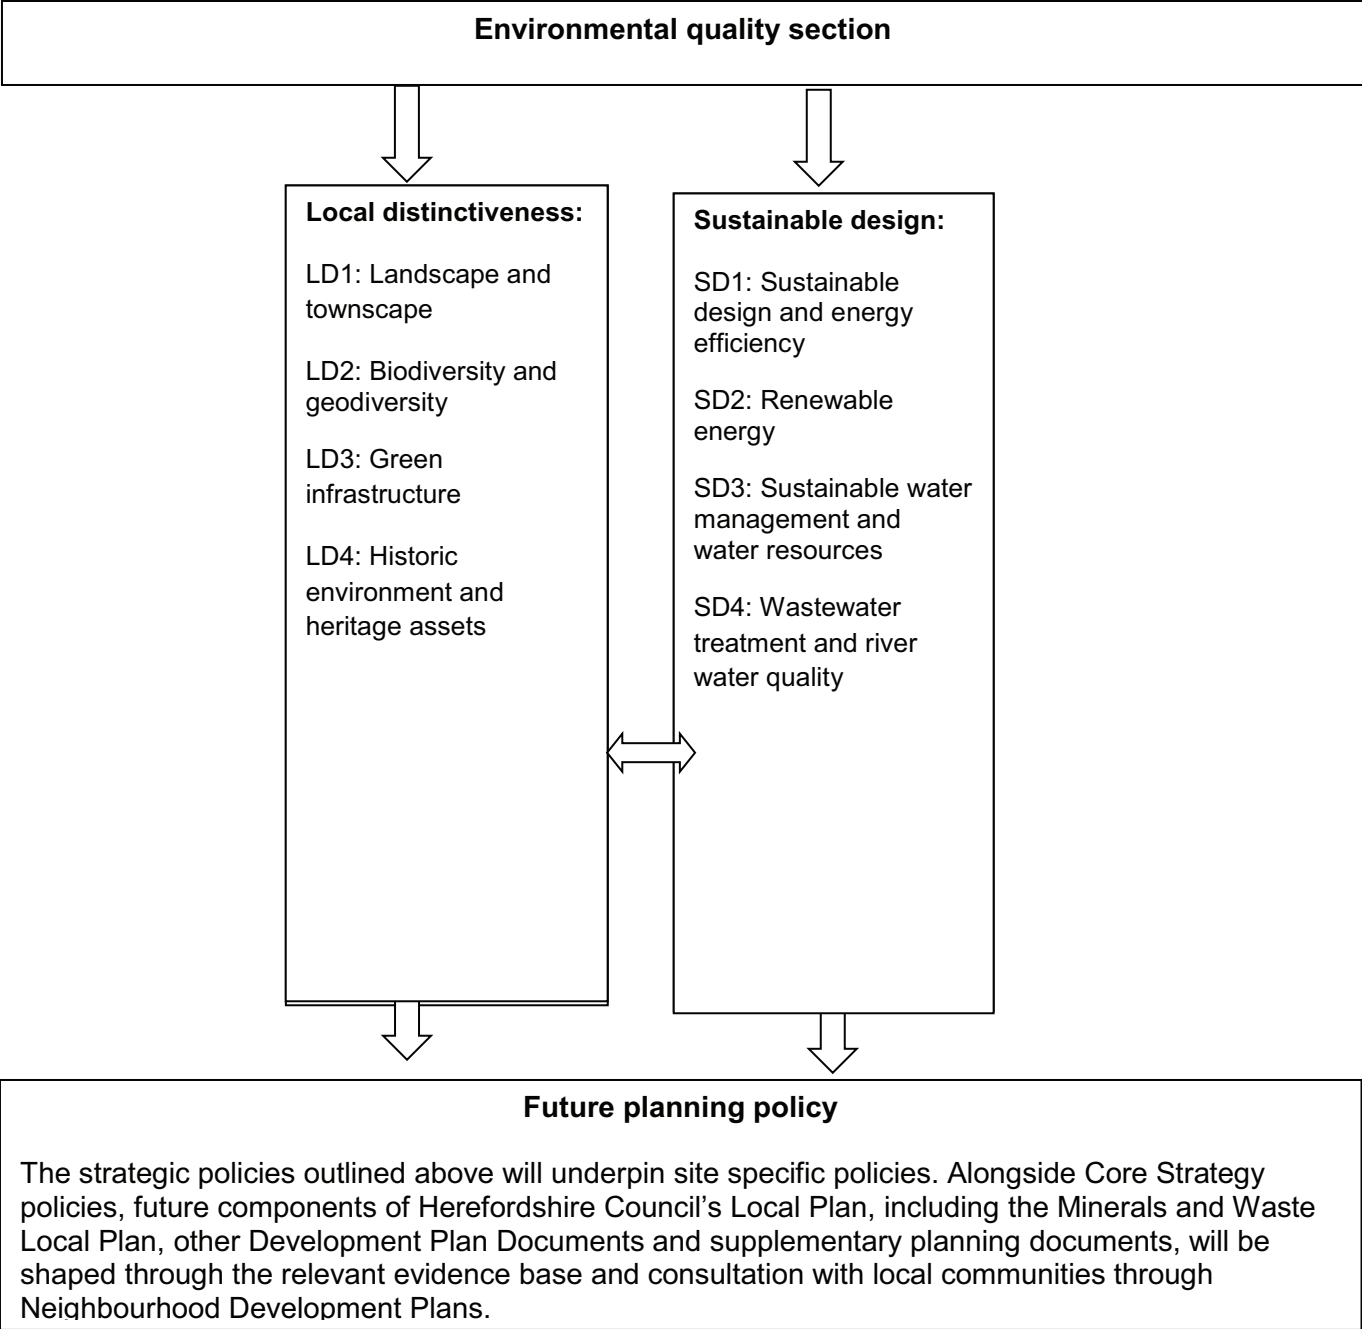 Environmental quality section
Local distinctiveness:
LD1: Landscape and
townscape
LD2: Biodiversity and
geodiversity
LD3: Green
infrastructure
LD4: Historic
environment and
heritage assets
Sustainable design:
SD1: Sustainable
design and energy
efficiency
SD2: Renewable
energy
SD3: Sustainable water
management and
water resources
SD4: Wastewater
treatment and river
water quality
Future planning policy
The strategic policies outlined above will underpin site specific policies. Alongside Core Strategy
policies, future components of Herefordshire Council’s Local Plan, including the Minerals and Waste
Local Plan, other Development Plan Documents and supplementary planning documents, will be
shaped through the relevant evidence base and consultation with local communities through
Neighbourhood Development Plans.